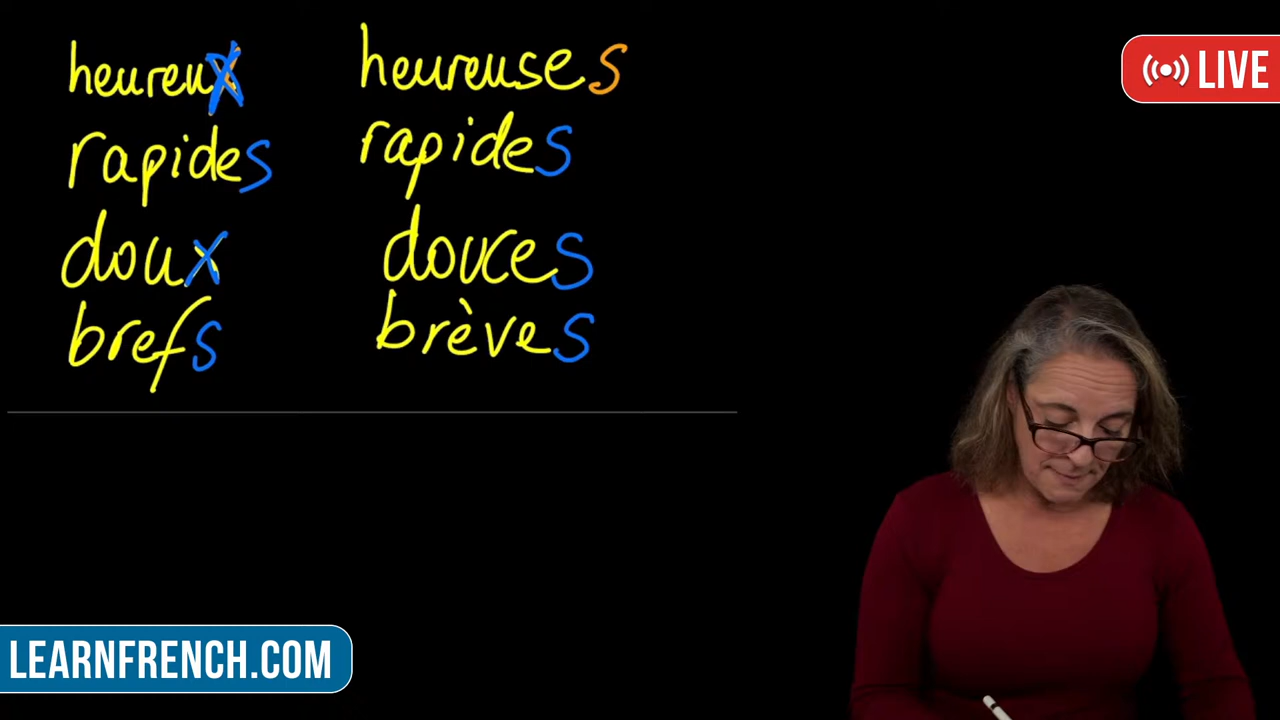 heureux heureuses
rapides rapides
doux douces
brefs brèves
LIVE
LEARNFRENCH.COM